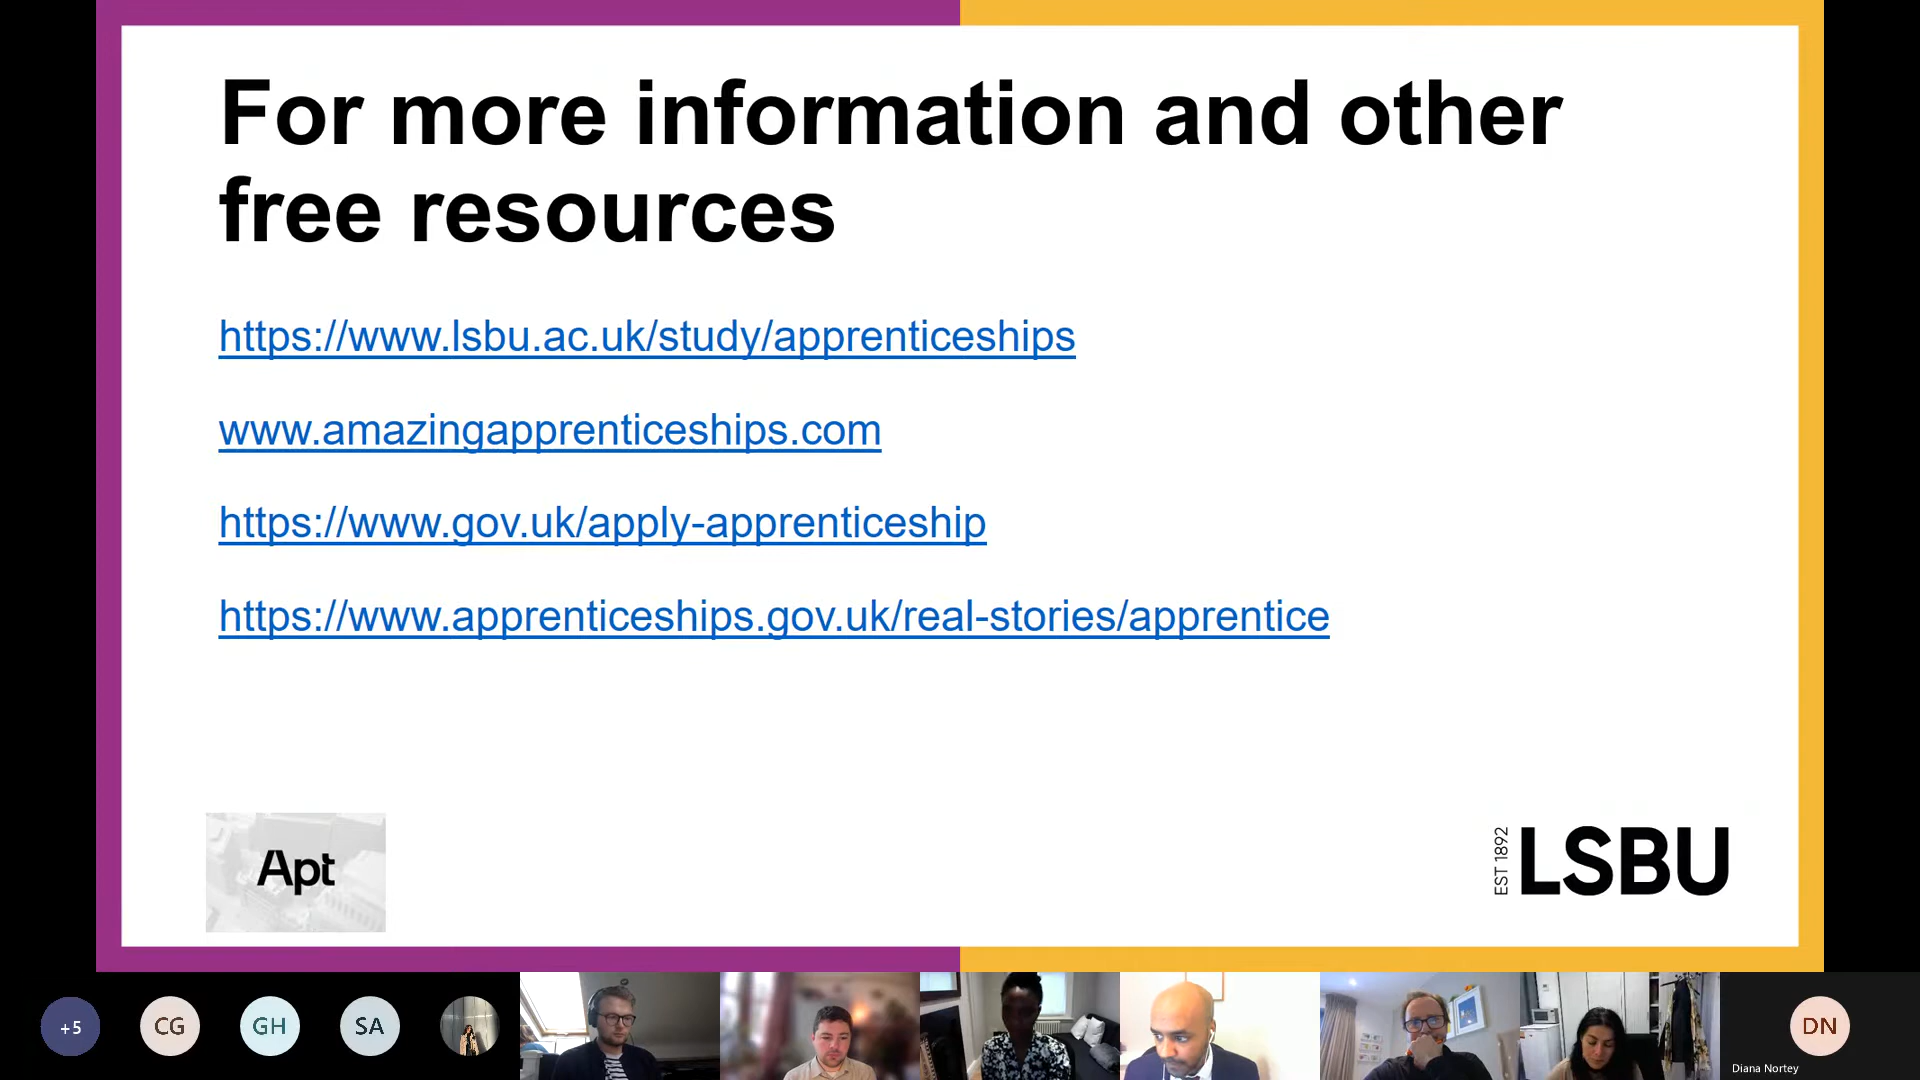 For more information and other
free resources
https://www.lsbu.ac.uk/study/apprenticeships
www.amazingapprenticeships.com
https://www.gov.uk/apply-apprenticeship
https://www.apprenticeships.gov.uk/real-stories/apprentice
Apt
EST 1892
LSBU
+5
CG
GH
SA
DN
Diana Nortey